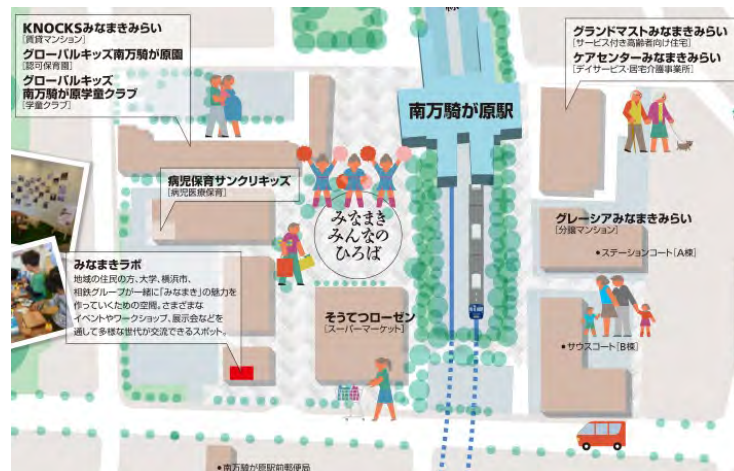 KNOCKSみなまきみらい
[賃貸マンション]
グローバルキッズ南万騎が原園
[認可保育園]
グローバルキッズ
南万騎が原学童クラブ
[学童クラブ]
南万騎が原駅
グランドマストみなまきみらい
[サービス付き高齢者向け住宅]
ケアセンターみなまきみらい
[デイサービス・居宅介護事業所]
病児保育サンクリキッズ
[病児医療保育]
みなまき
みんなの
ひろば
グレーシアみなまきみらい
[分譲マンション]
●ステーションコート[A棟]
みなまきラボ
地域の住民の方、大学、横浜市、
相鉄グループが一緒に「みなまき」の魅力を
作っていくための空間。さまざまな
イベントやワークショップ、展示会などを
通して多様な世代が交流できるスポット。
そうてつローゼン
[スーパーマーケット]
●サウスコート[B棟]
●南万騎が原駅前郵便局